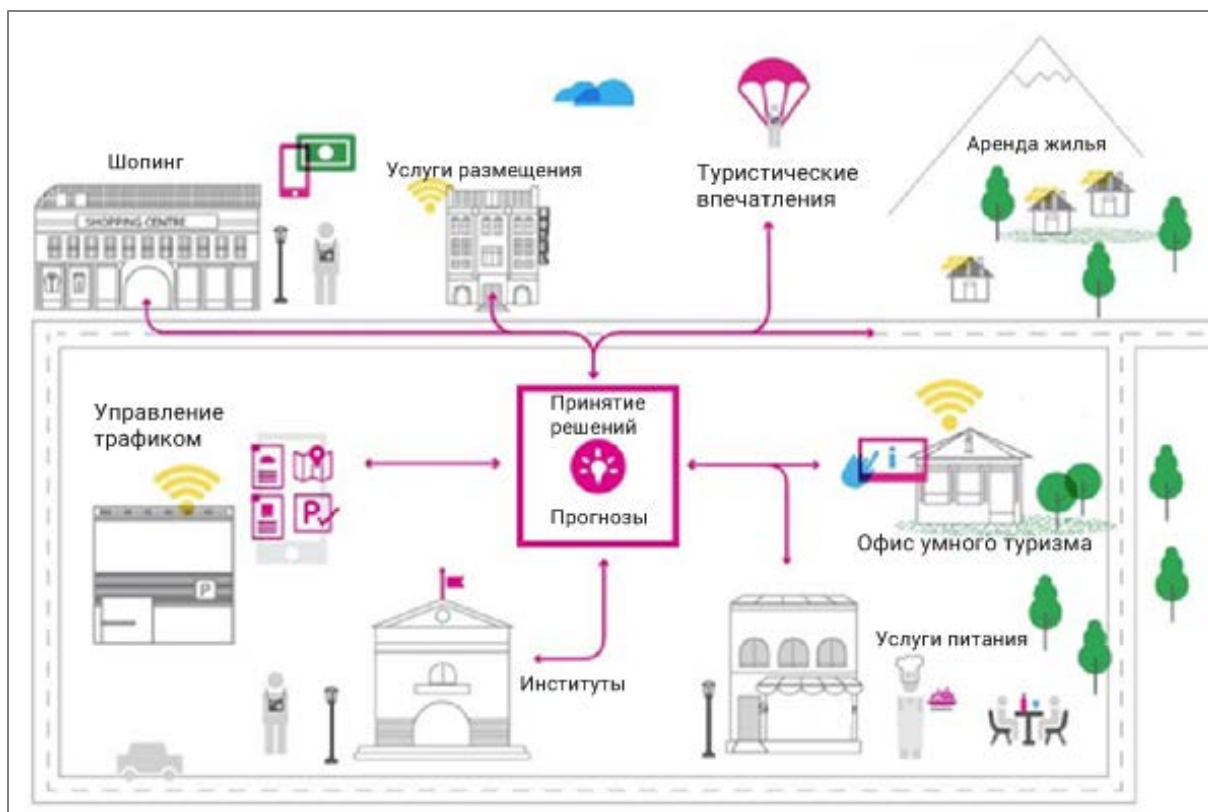 Шопинг
Услуги размещения
Туристические
впечатления
Аренда жилья
SHOPPING CENTRE
Управление
трафиком
P
P
Принятие
решений
Прогнозы
i
Офис умного туризма
Институты
Услуги питания